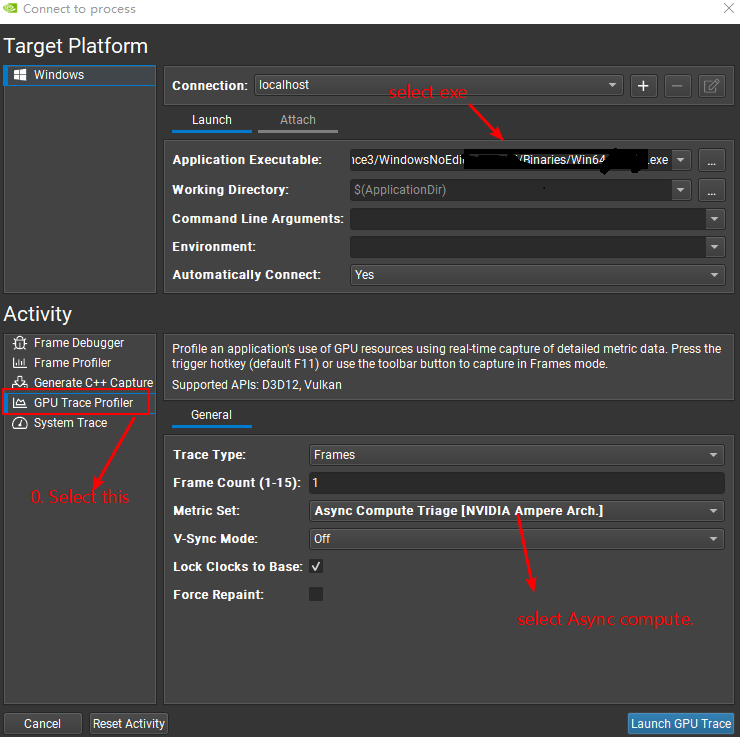 Connect to process
Target Platform
Windows
Connection:
localhost
select exe
Launch
Attach
Application Executable:
nce3/WindowsNoEdi
/Binaries/Win64
.exe
...
Working Directory:
$(ApplicationDir)
...
Command Line Arguments:
Environment:
Automatically Connect:
Yes
Activity
Frame Debugger
Frame Profiler
Generate C++ Capture
GPU Trace Profiler
System Trace
0. Select this
Profile an application's use of GPU resources using real-time capture of detailed metric data. Press the
trigger hotkey (default F11) or use the toolbar button to capture in Frames mode.
Supported APIs: D3D12, Vulkan
General
Trace Type:
Frames
Frame Count (1-15):
1
Metric Set:
Async Compute Triage [NVIDIA Ampere Arch.]
V-Sync Mode:
Off
Lock Clocks to Base:
Force Repaint:
select Async compute.
Cancel
Reset Activity
Launch GPU Trace